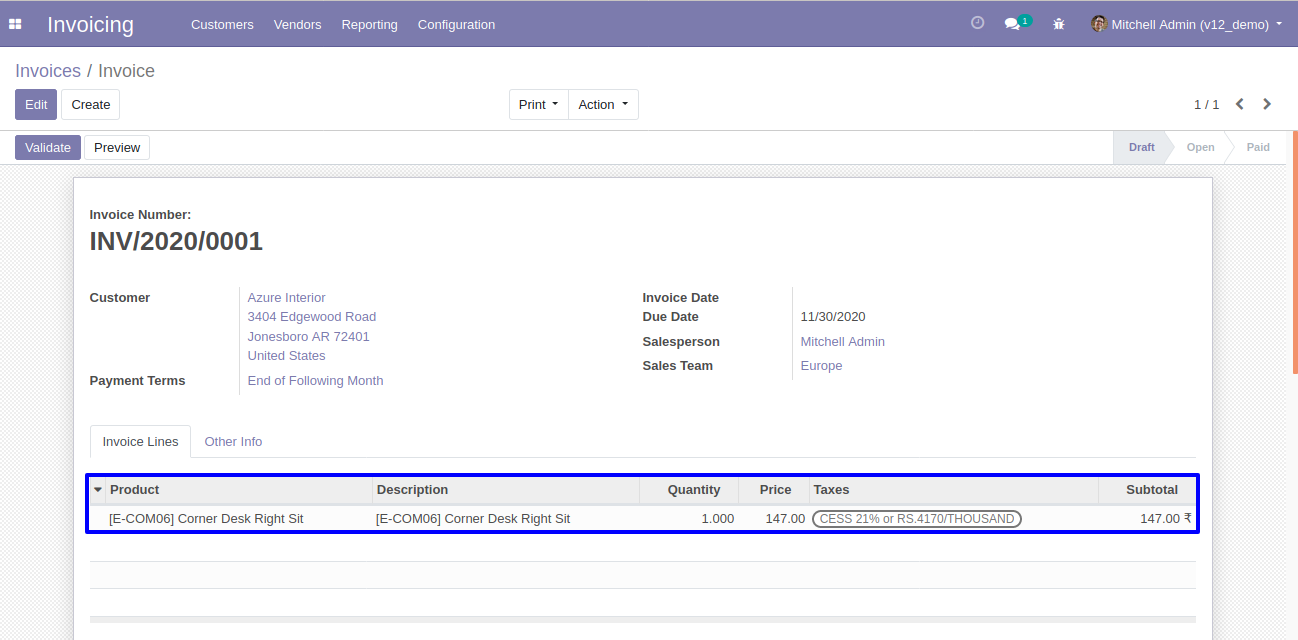 Invoicing Customers Vendors Reporting Configuration 1 Mitchell Admin (v12_demo)
Invoices / Invoice
Edit Create Print Action 1 / 1
Validate Preview Draft Open Paid
Invoice Number:
INV/2020/0001
Customer Azure Interior
3404 Edgewood Road
Jonesboro AR 72401
United States
Payment Terms End of Following Month
Invoice Date
Due Date 11/30/2020
Salesperson Mitchell Admin
Sales Team Europe
Invoice Lines Other Info
Product Description Quantity Price Taxes Subtotal
[E-COM06] Corner Desk Right Sit [E-COM06] Corner Desk Right Sit 1.000 147.00 CESS 21% or RS.4170/THOUSAND 147.00 ₹